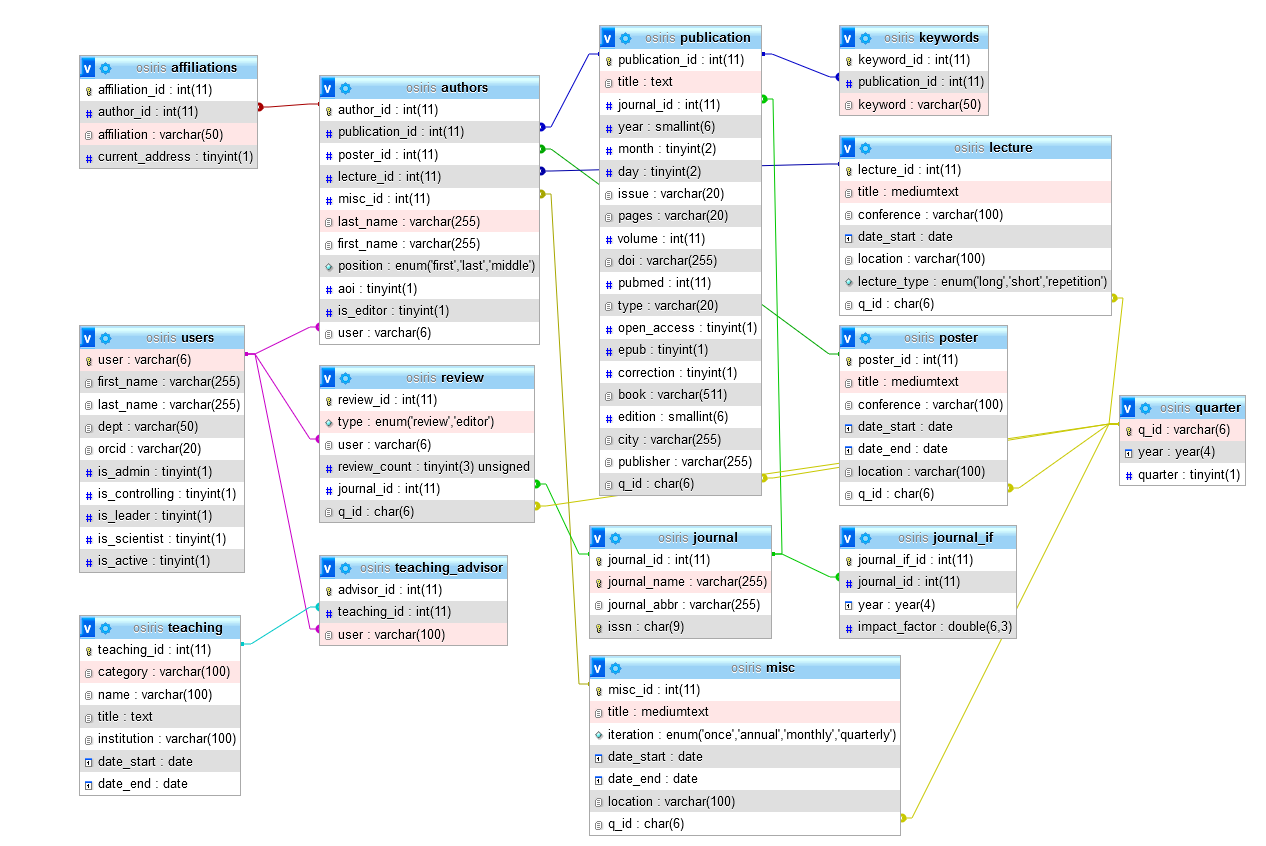 v osiris affiliations
affiliation_id : int(11)
author_id : int(11)
affiliation : varchar(50)
current_address : tinyint(1)
v osiris authors
author_id : int(11)
publication_id : int(11)
poster_id : int(11)
lecture_id : int(11)
misc_id : int(11)
last_name : varchar(255)
first_name : varchar(255)
position : enum('first','last','middle')
aoi : tinyint(1)
is_editor : tinyint(1)
user : varchar(6)
v osiris publication
publication_id : int(11)
title : text
journal_id : int(11)
year : smallint(6)
month : tinyint(2)
day : tinyint(2)
issue : varchar(20)
pages : varchar(20)
volume : int(11)
doi : varchar(255)
pubmed : int(11)
type : varchar(20)
open_access : tinyint(1)
epub : tinyint(1)
correction : tinyint(1)
book : varchar(511)
edition : smallint(6)
city : varchar(255)
publisher : varchar(255)
q_id : char(6)
v osiris keywords
keyword_id : int(11)
publication_id : int(11)
keyword : varchar(50)
v osiris lecture
lecture_id : int(11)
title : mediumtext
conference : varchar(100)
date_start : date
location : varchar(100)
lecture_type : enum('long','short','repetition')
q_id : char(6)
v osiris users
user : varchar(6)
first_name : varchar(255)
last_name : varchar(255)
dept : varchar(50)
orcid : varchar(20)
is_admin : tinyint(1)
is_controlling : tinyint(1)
is_leader : tinyint(1)
is_scientist : tinyint(1)
is_active : tinyint(1)
v osiris review
review_id : int(11)
type : enum('review','editor')
user : varchar(6)
review_count : tinyint(3) unsigned
journal_id : int(11)
q_id : char(6)
v osiris poster
poster_id : int(11)
title : mediumtext
conference : varchar(100)
date_start : date
date_end : date
location : varchar(100)
q_id : char(6)
v osiris quarter
q_id : varchar(6)
year : year(4)
quarter : tinyint(1)
v osiris teaching_advisor
advisor_id : int(11)
teaching_id : int(11)
user : varchar(100)
v osiris journal
journal_id : int(11)
journal_name : varchar(255)
journal_abbr : varchar(255)
issn : char(9)
v osiris journal_if
journal_if_id : int(11)
journal_id : int(11)
year : year(4)
impact_factor : double(6,3)
v osiris teaching
teaching_id : int(11)
category : varchar(100)
name : varchar(100)
title : text
institution : varchar(100)
date_start : date
date_end : date
v osiris misc
misc_id : int(11)
title : mediumtext
iteration : enum('once','annual','monthly','quarterly')
date_start : date
date_end : date
location : varchar(100)
q_id : char(6)